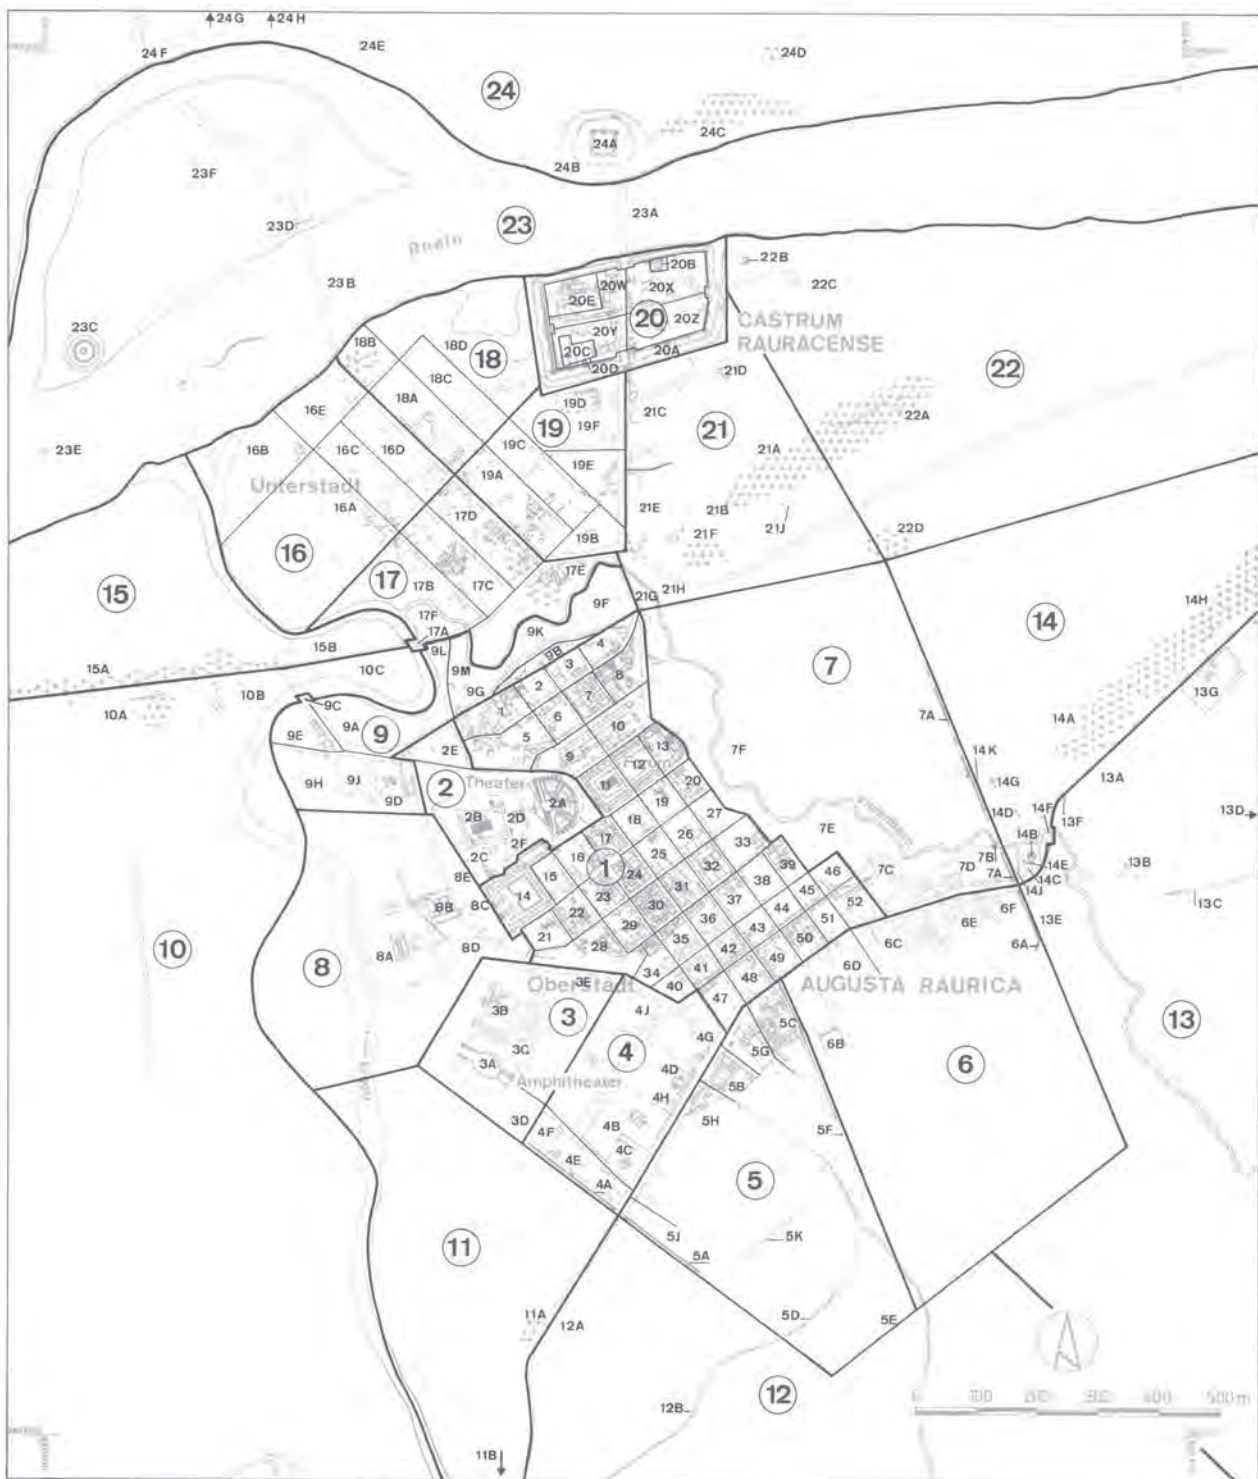 24G 24H
24F 24E 24D
24
24C
24A
24B
23F
23D 23 23A
Rhein
20B 22B
23B 20W 20X 22C
20E 20
23C 20Y 20Z CASTRUM
18B 18D 20C 20A RAURACENSE
18 20D
18C 21D 22
16E 18A 19D 21C
19 19F 21 22A
23E 16B 16C 16D 19C 21A
19A 19E
Unterstadt
16A 21E 21B
17D 21F 21J 22D
16 19B
17 17E
15 17B 17C 21H 14H
17F 9F 21G
17A 9K 14
15B 9L 9B 4
15A 10C 9M 3 7
10B 9G 2 8 13G
10A 9C 1 7 7A 14A
9A 9 6 10
9E 2E 5 7F 14K
9H 9J 9 12 13
9D 2 Theater 11 Forum 20 14G 13A
2A 14D 14F 13D
2B 2D 19 27 13F
2F 18 26 7E 14B
2C 17 33 7B 14E 13B
8E 16 1 25 32 39 7C 7D 7A 14C
15 24 38 46 14J
8B 8C 14 23 31 45 13C
22 30 37 44 52 6F 13E
21 29 36 43 51 6E
8D 28 35 42 50 6C 6A
8A 34 41 49 6D
10 8 3E Oberstadt 40 48 AUGUSTA RAURICA
47
3B 3 4J 5C 13
4 4G 6B
3C 5G 6
3A Amphitheater 4D 5B
4H
3D 4B 5H
4F 4C 5F
4E
4A 5
11 5J 5K
5A
11A 12A 5D 5E
12
12B
0 100 200 300 400 500m
11B